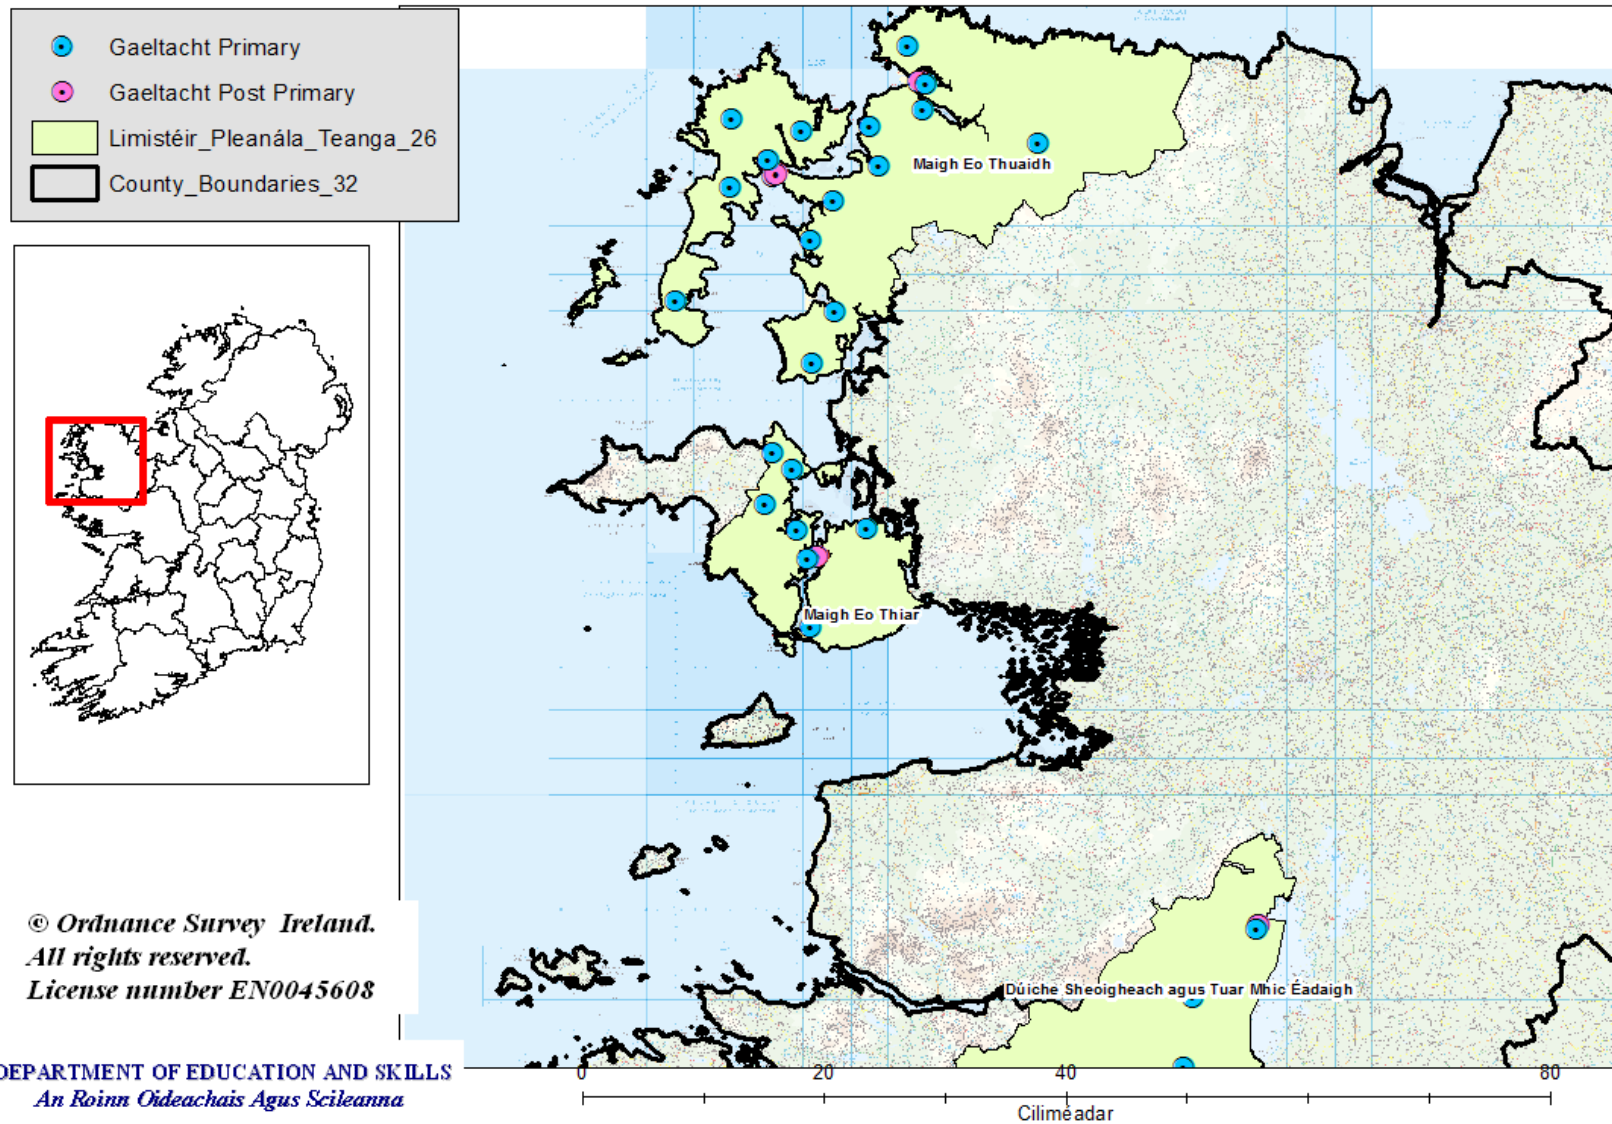 Gaeltacht Primary
Gaeltacht Post Primary
Limistéir_Pleanála_Teanga_26
County_Boundaries_32
Maigh Eo Thuaidh
Maigh Eo Thiar
© Ordnance Survey Ireland.
All rights reserved.
License number EN0045608
Dúiche Sheoigheach agus Tuar Mhic Éadaigh
DEPARTMENT OF EDUCATION AND SKILLS
An Roinn Oideachais Agus Scileanna
0 20 40 80
Ciliméadar